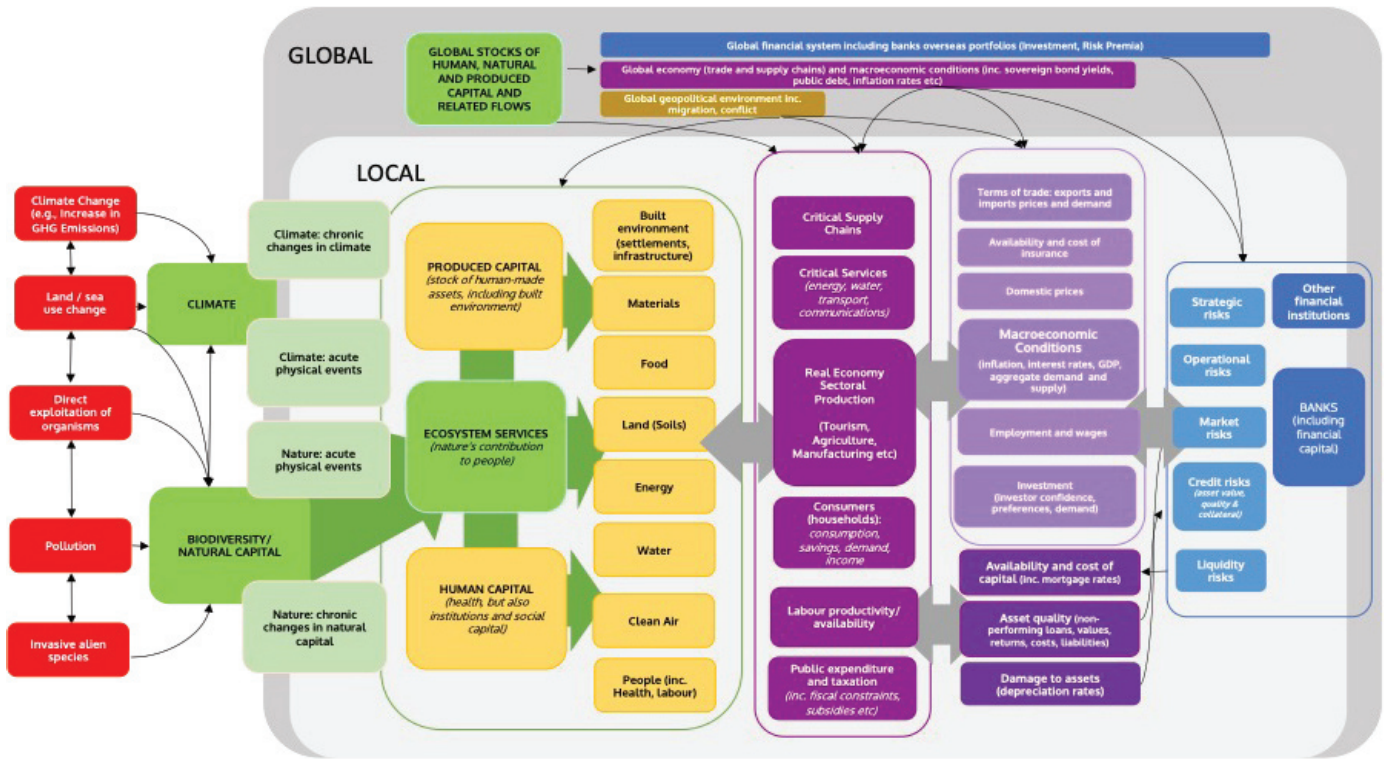 GLOBAL
GLOBAL STOCKS OF
HUMAN, NATURAL
AND PRODUCED
CAPITAL AND
RELATED FLOWS
Global financial system including banks overseas portfolios (Investment, Risk Premia)
Global economy (trade and supply chains) and macroeconomic conditions (inc. sovereign bond yields,
public debt, inflation rates etc)
Global geopolitical environment inc.
migration, conflict
LOCAL
Climate Change
(e.g., Increase in
GHG Emissions)
Land / sea
use change
Direct
exploitation of
organisms
Pollution
Invasive alien
species
CLIMATE
BIODIVERSITY/
NATURAL CAPITAL
Climate: chronic
changes in climate
Climate: acute
physical events
Nature: acute
physical events
Nature: chronic
changes in natural
capital
PRODUCED CAPITAL
(stock of human-made
assets, including built
environment)
ECOSYSTEM SERVICES
(nature's contribution
to people)
HUMAN CAPITAL
(health, but also
institutions and social
capital)
Built
environment
(settlements,
infrastructure)
Materials
Food
Land (Soils)
Energy
Water
Clean Air
People (inc.
Health, labour)
Critical Supply
Chains
Critical Services
(energy, water,
transport,
communications)
Real Economy
Sectoral
Production
(Tourism,
Agriculture,
Manufacturing etc)
Consumers
(households):
consumption,
savings, demand,
income
Labour productivity/
availability
Public expenditure
and taxation
(inc. fiscal constraints,
subsidies etc)
Terms of trade: exports and
imports prices and demand
Availability and cost of
insurance
Domestic prices
Macroeconomic
Conditions
(inflation, interest rates, GDP,
aggregate demand and
supply)
Employment and wages
Investment
(investor confidence,
preferences, demand)
Availability and cost of
capital (inc. mortgage rates)
Asset quality (non-
performing loans, values,
returns, costs, liabilities)
Damage to assets
(depreciation rates)
Strategic
risks
Operational
risks
Market
risks
Credit risks
(asset value,
quality &
collateral)
Liquidity
risks
Other
financial
institutions
BANKS
(including
financial
capital)